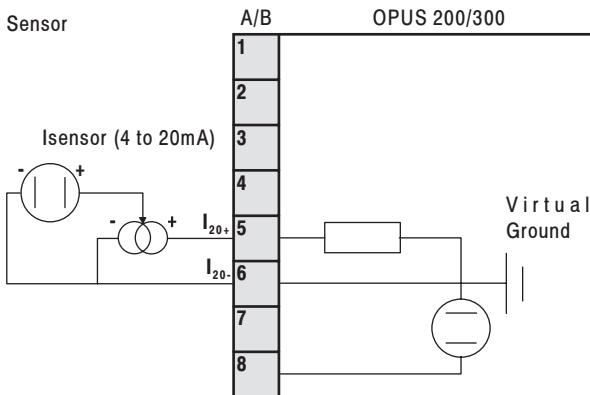 Sensor
A/B
OPUS 200/300
1
2
3
Isensor (4 to 20mA)
- +
4
- +
I20+
5
Virtual
Ground
I20-
6
7
8